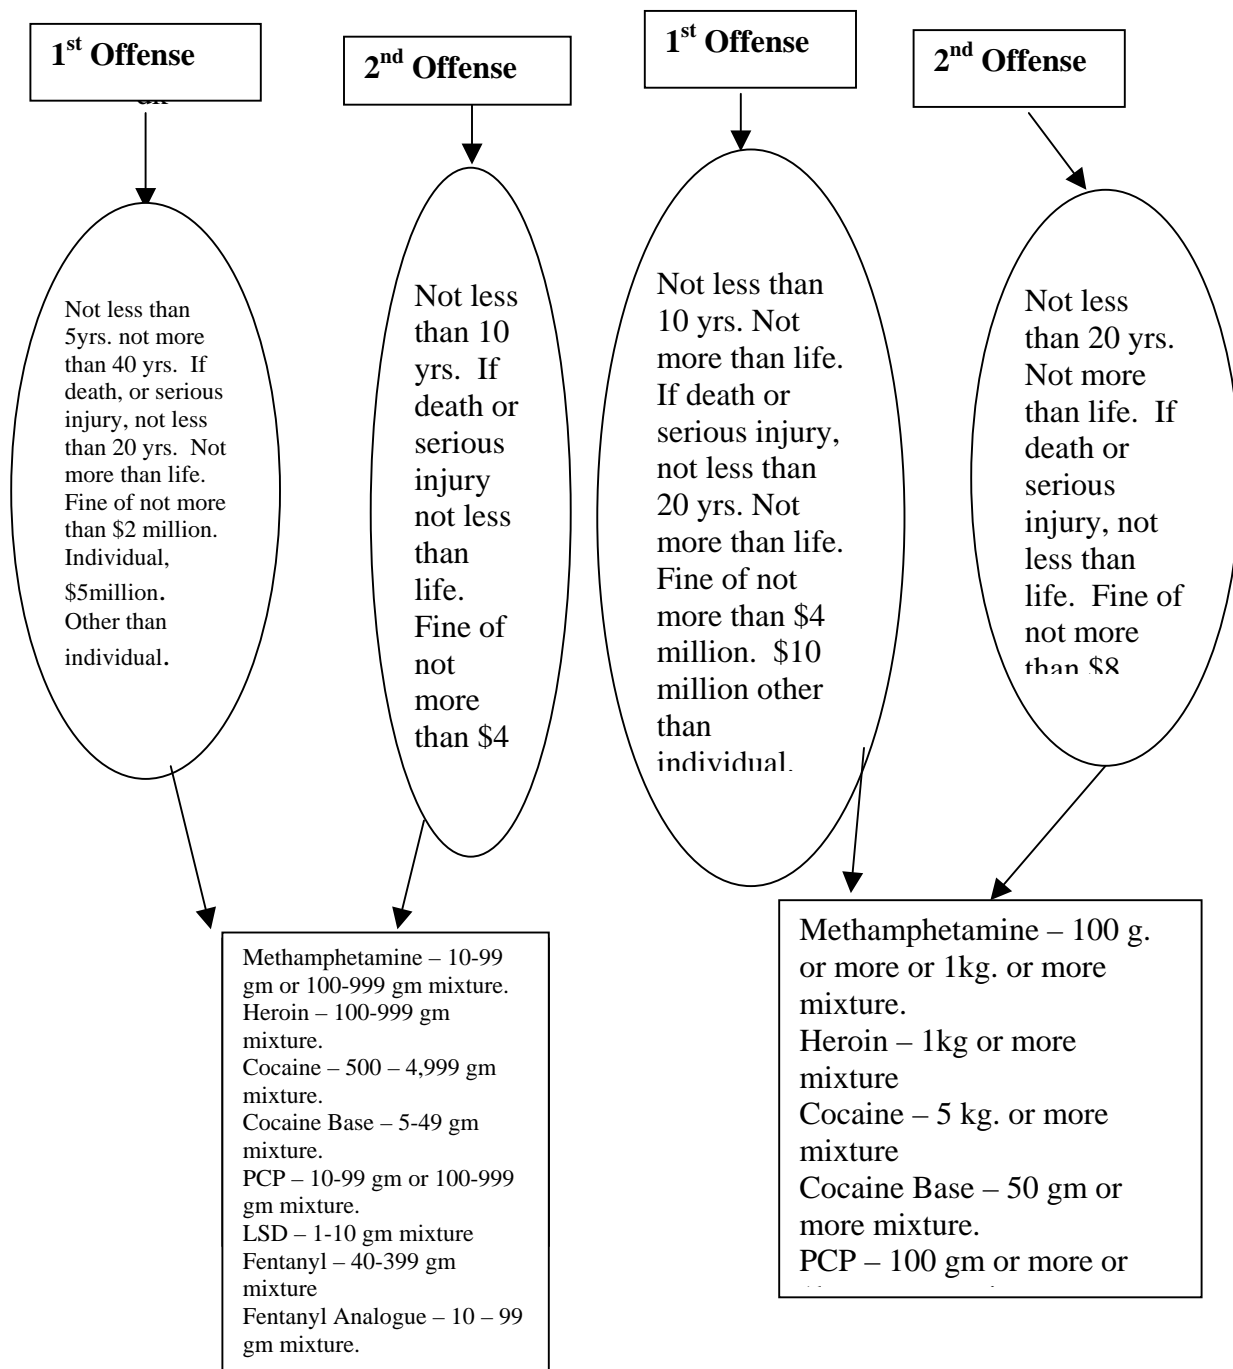 1st Offense
2nd Offense
1st Offense
2nd Offense
Not less than
5yrs. not more
than 40 yrs.  If
death, or serious
injury, not less
than 20 yrs.  Not
more than life.
Fine of not more
than $2 million.
Individual,
$5million.
Other than
individual.
Not less
than 10
yrs.  If
death or
serious
injury
not less
than
life.
Fine of
not
more
than $4
Not less than
10 yrs. Not
more than life.
If death or
serious injury,
not less than
20 yrs. Not
more than life.
Fine of not
more than $4
million.  $10
million other
than
individual.
Not less
than 20 yrs.
Not more
than life.  If
death or
serious
injury, not
less than
life.  Fine of
not more
than $8
Methamphetamine – 10-99
gm or 100-999 gm mixture.
Heroin – 100-999 gm
mixture.
Cocaine – 500 – 4,999 gm
mixture.
Cocaine Base – 5-49 gm
mixture.
PCP – 10-99 gm or 100-999
gm mixture.
LSD – 1-10 gm mixture
Fentanyl – 40-399 gm
mixture
Fentanyl Analogue – 10 – 99
gm mixture.
Methamphetamine – 100 g.
or more or 1kg. or more
mixture.
Heroin – 1kg or more
mixture
Cocaine – 5 kg. or more
mixture
Cocaine Base – 50 gm or
more mixture.
PCP – 100 gm or more or